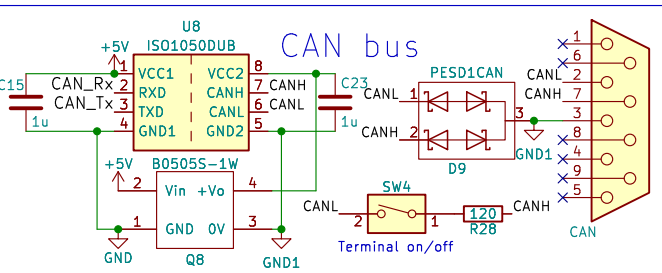 CAN bus
U8
ISO1050DUB
+5V
1 VCC1 VCC2 8
2 RXD CANH 7
3 TXD CANL 6
4 GND1 GND2 5
CAN_Rx
CAN_Tx
CANH
CANL
C15
1u
C23
1u
+5V
B0505S-1W
2 Vin +Vo 4
1 GND 0V 3
Q8
GND
GND1
PESD1CAN
CANL 1
CANH 2
3
D9
GND1
SW4
CANL 2 1 120 CANH
R28
Terminal on/off
1
6
CANL 2
CANH 7
3
8
4
9
5
CAN